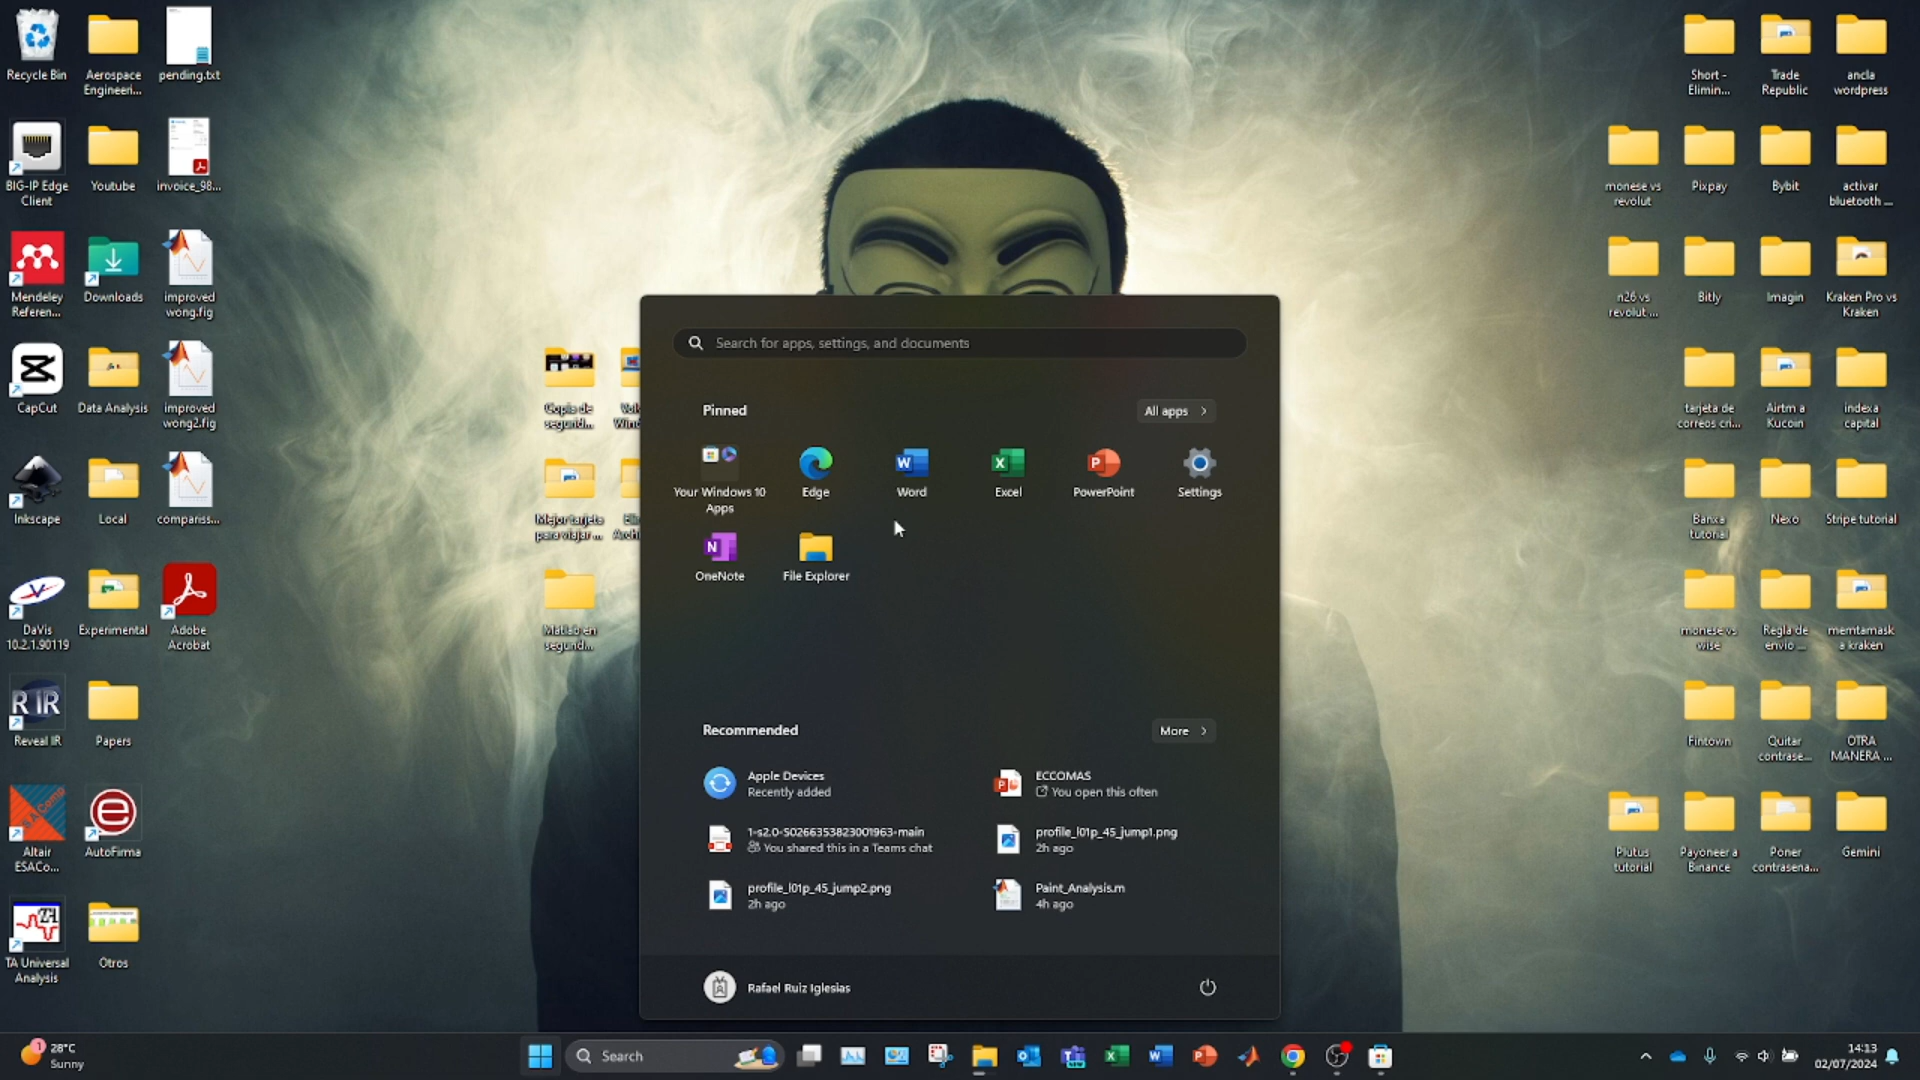 Recycle Bin
Aerospace
Engineeri...
pending.txt
BIG-IP Edge
Client
Youtube
invoice_98...
Mendeley
Referen...
Downloads
improved
wong.fig
CapCut
Data Analysis
improved
wong2.fig
Inkscape
Local
compariss...
DaVis
10.2.1.90119
Experimental
Adobe
Acrobat
Reveal IR
Papers
Altair
ESACo...
AutoFirma
TA Universal
Analysis
Otros
Copia de
segund...
Mejor tarjeta
para viajar ...
Matlab en
segund...
Search for apps, settings, and documents
Pinned
All apps
Your Windows 10
Apps
Edge
Word
Excel
PowerPoint
Settings
OneNote
File Explorer
Recommended
More
Apple Devices
Recently added
ECCOMAS
You open this often
1-s2.0-S0266353823001963-main
You shared this in a Teams chat
profile_l01p_45_jump1.png
2h ago
profile_l01p_45_jump2.png
2h ago
Paint_Analysis.m
4h ago
Rafael Ruiz Iglesias
Short -
Elimin...
Trade
Republic
ancla
wordpress
monese vs
revolut
Pixpay
Bybit
activar
bluetooth ...
n26 vs
revolut ...
Bitly
Imagin
Kraken Pro vs
Kraken
tarjeta de
correos cri...
Airtm a
Kucoin
indexa
capital
Banxa
tutorial
Nexo
Stripe tutorial
monese vs
wise
Regla de
envio ...
memtamask
a kraken
Fintown
Quitar
contrase...
OTRA
MANERA ...
Plutus
tutorial
Payoneer a
Binance
Poner
contrasena...
Gemini
1
28°C
Sunny
Search
14:13
02/07/2024